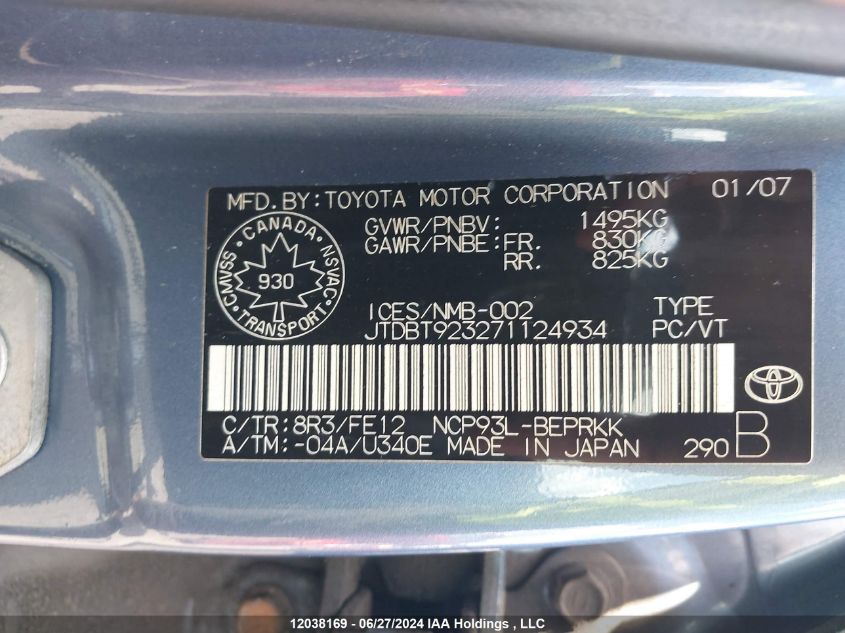 MFD. BY: TOYOTA MOTOR CORPORATION 01/07
GVWR/PNBV: 1495KG
GAWR/PNBE: FR. 830KG
RR. 825KG
CANADA
CMVSS NSVAC
930
TRANSPORT
ICES/NMB-002 TYPE
JTDBT923271124934 PC/VT
C/TR: 8R3/FE12 NCP93L-BEPRKK
A/TM: -04A/U340E MADE IN JAPAN 290 B
12038169 - 06/27/2024 IAA Holdings , LLC